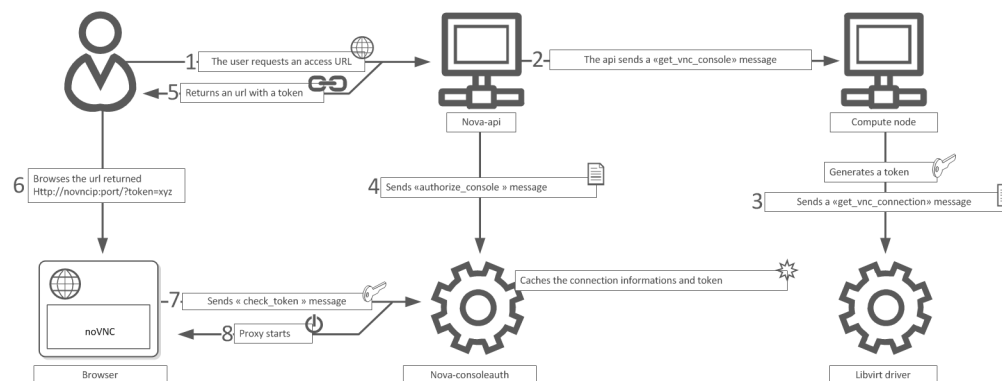 1
The user requests an access URL
2
The api sends a «get_vnc_console» message
5
Returns an url with a token
Nova-api
Compute node
6
Browses the url returned
Http://novncip:port/?token=xyz
4
Sends «authorize_console » message
Generates a token
3
Sends a «get_vnc_connection» message
Caches the connection informations and token
7
Sends « check_token » message
noVNC
8
Proxy starts
Browser
Nova-consoleauth
Libvirt driver